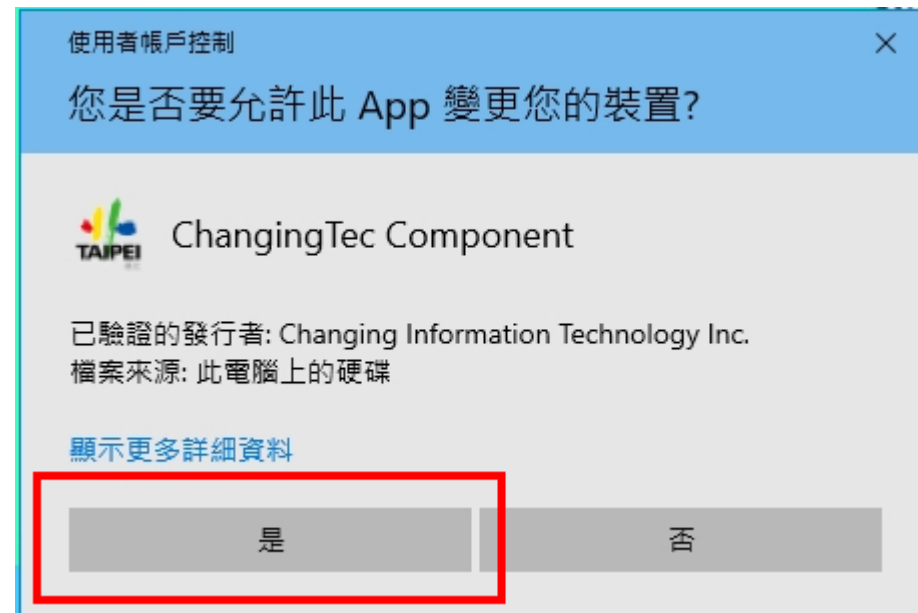 使用者帳戶控制
您是否要允許此 App 變更您的裝置?
TAIPEI
ChangingTec Component
已驗證的發行者: Changing Information Technology Inc.
檔案來源: 此電腦上的硬碟
顯示更多詳細資料
是
否